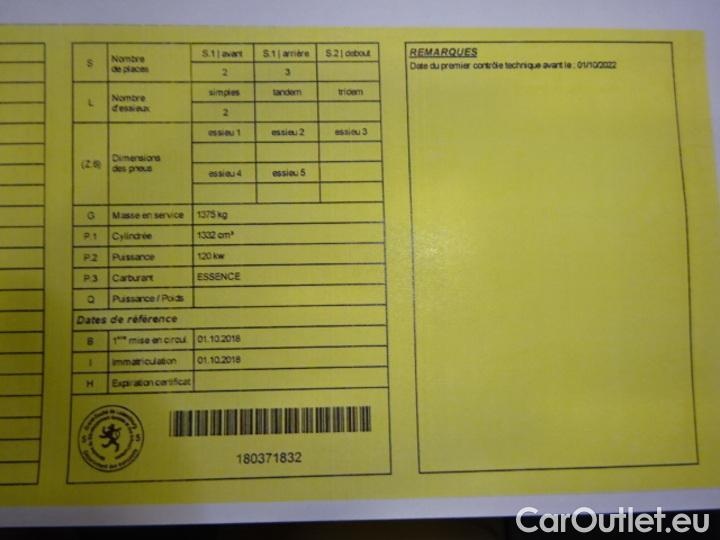 S Nombre de places S.1 | avant S.1 | arrière S.2 | debout
2 3
L Nombre d'essieux simples tandem tridem
2
(Z.6) Dimensions des pneus essieu 1 essieu 2 essieu 3
essieu 4 essieu 5
G Masse en service 1375 kg
P.1 Cylindrée 1332 cm³
P.2 Puissance 120 kw
P.3 Carburant ESSENCE
Q Puissance / Poids
Dates de référence
B 1ère mise en circul. 01.10.2018
I Immatriculation 01.10.2018
H Expiration certificat
5 5
180371832
REMARQUES
Date du premier contrôle technique avant le : 01/10/2022
CarOutlet.eu